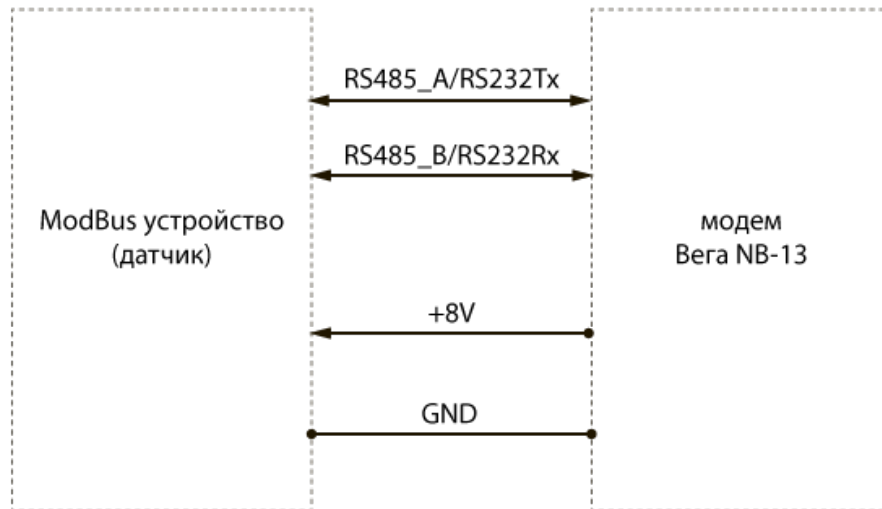 RS485_A/RS232Tx
RS485_B/RS232Rx
ModBus устройство
(датчик)
модем
Вега NB-13
+8V
GND